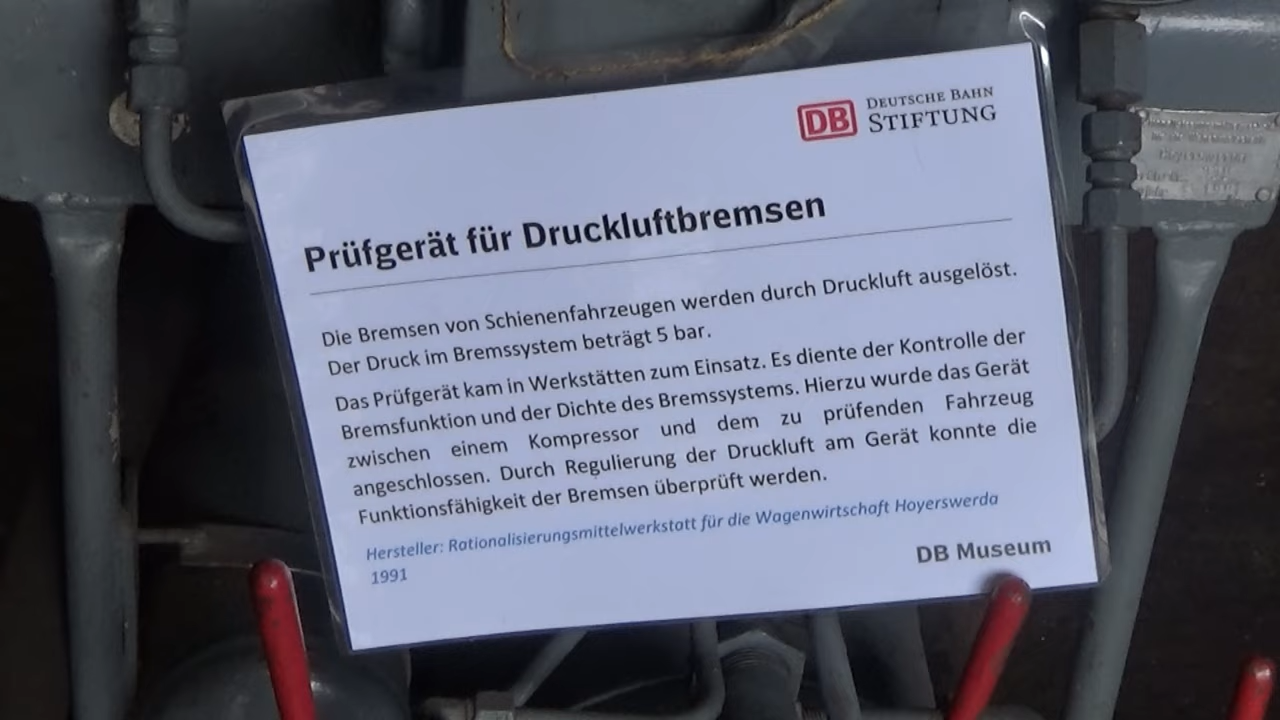 DB DEUTSCHE BAHN
STIFTUNG
Prüfgerät für Druckluftbremsen
Die Bremsen von Schienenfahrzeugen werden durch Druckluft ausgelöst.
Der Druck im Bremssystem beträgt 5 bar.
Das Prüfgerät kam in Werkstätten zum Einsatz. Es diente der Kontrolle der
Bremsfunktion und der Dichte des Bremssystems. Hierzu wurde das Gerät
zwischen einem Kompressor und dem zu prüfenden Fahrzeug
angeschlossen. Durch Regulierung der Druckluft am Gerät konnte die
Funktionsfähigkeit der Bremsen überprüft werden.
Hersteller: Rationalisierungsmittelwerkstatt für die Wagenwirtschaft Hoyerswerda
1991
DB Museum